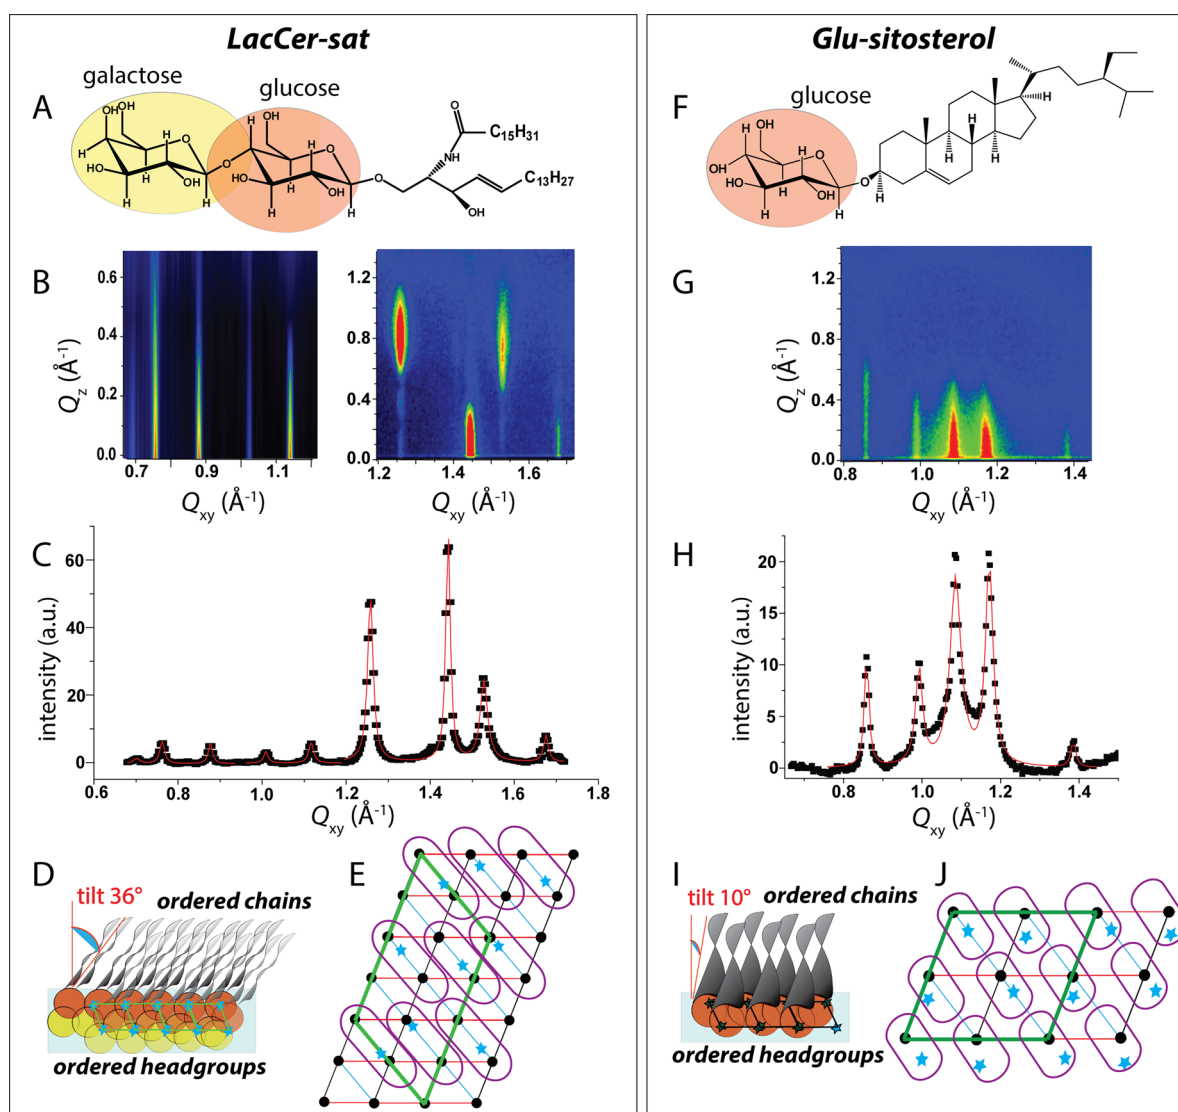 LacCer-sat
A
galactose
glucose
OH
OH
H
H
H
H
HO
OH
H
O
O
OH
H
H
H
O
HO
OH
H
O
H
O
O
C15H31
NH
C13H27
OH
B
0.6
0.4
0.2
0.0
0.7
0.9
1.1
Qz (Å-1)
Qxy (Å-1)
1.2
0.8
0.4
0.0
1.2
1.4
1.6
Qxy (Å-1)
C
intensity (a.u.)
60
40
20
0
0.6
0.8
1.0
1.2
1.4
1.6
1.8
Qxy (Å-1)
D
tilt 36°
ordered chains
ordered headgroups
E
Glu-sitosterol
F
glucose
OH
OH
H
H
H
O
HO
HO
OH
H
H
O
H
H
H
H
H
G
1.2
0.8
0.4
0.0
0.8
1.0
1.2
1.4
Qz (Å-1)
Qxy (Å-1)
H
intensity (a.u.)
20
15
10
5
0
0.8
1.0
1.2
1.4
Qxy (Å-1)
I
tilt 10°
ordered chains
ordered headgroups
J